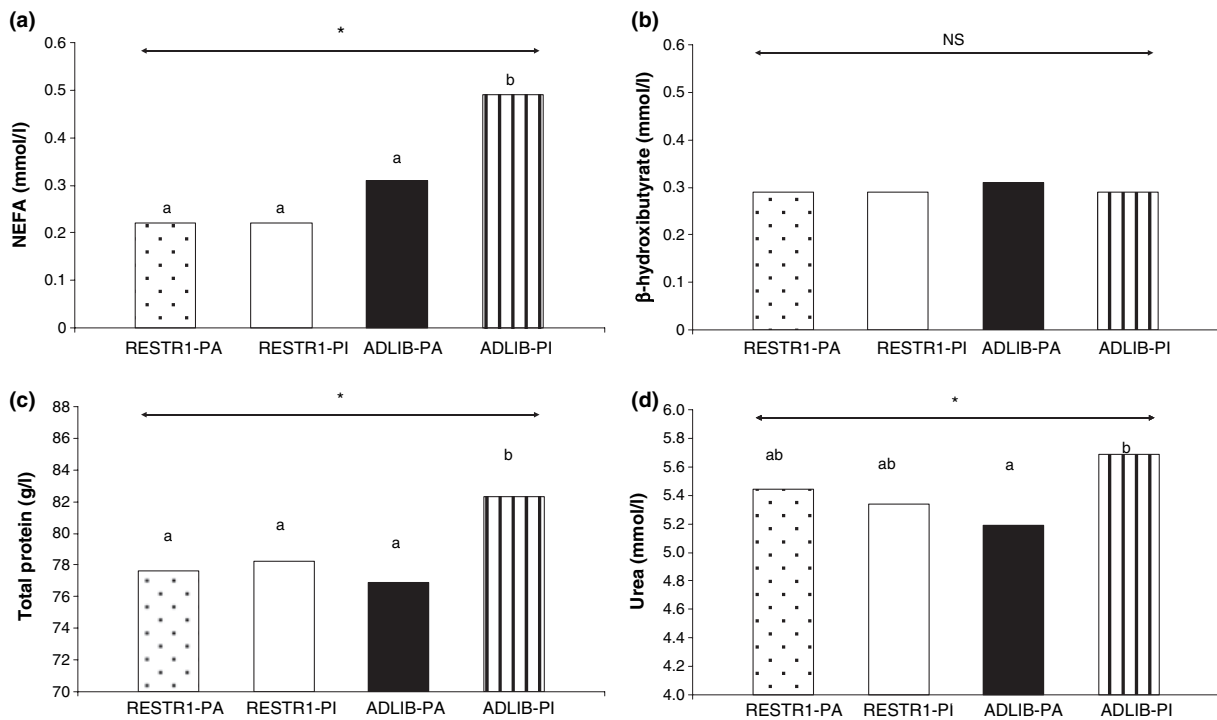 (a)
*
NEFA (mmol/l)
0.6
0.5
0.4
0.3
0.2
0.1
0
a
a
a
b
RESTR1-PA RESTR1-PI ADLIB-PA ADLIB-PI
(b)
NS
β-hydroxibutyrate (mmol/l)
0.6
0.5
0.4
0.3
0.2
0.1
0
RESTR1-PA RESTR1-PI ADLIB-PA ADLIB-PI
(c)
*
Total protein (g/l)
88
86
84
82
80
78
76
74
72
70
a
a
a
b
RESTR1-PA RESTR1-PI ADLIB-PA ADLIB-PI
(d)
*
Urea (mmol/l)
6.0
5.8
5.6
5.4
5.2
5.0
4.8
4.6
4.4
4.2
4.0
ab
ab
a
b
RESTR1-PA RESTR1-PI ADLIB-PA ADLIB-PI